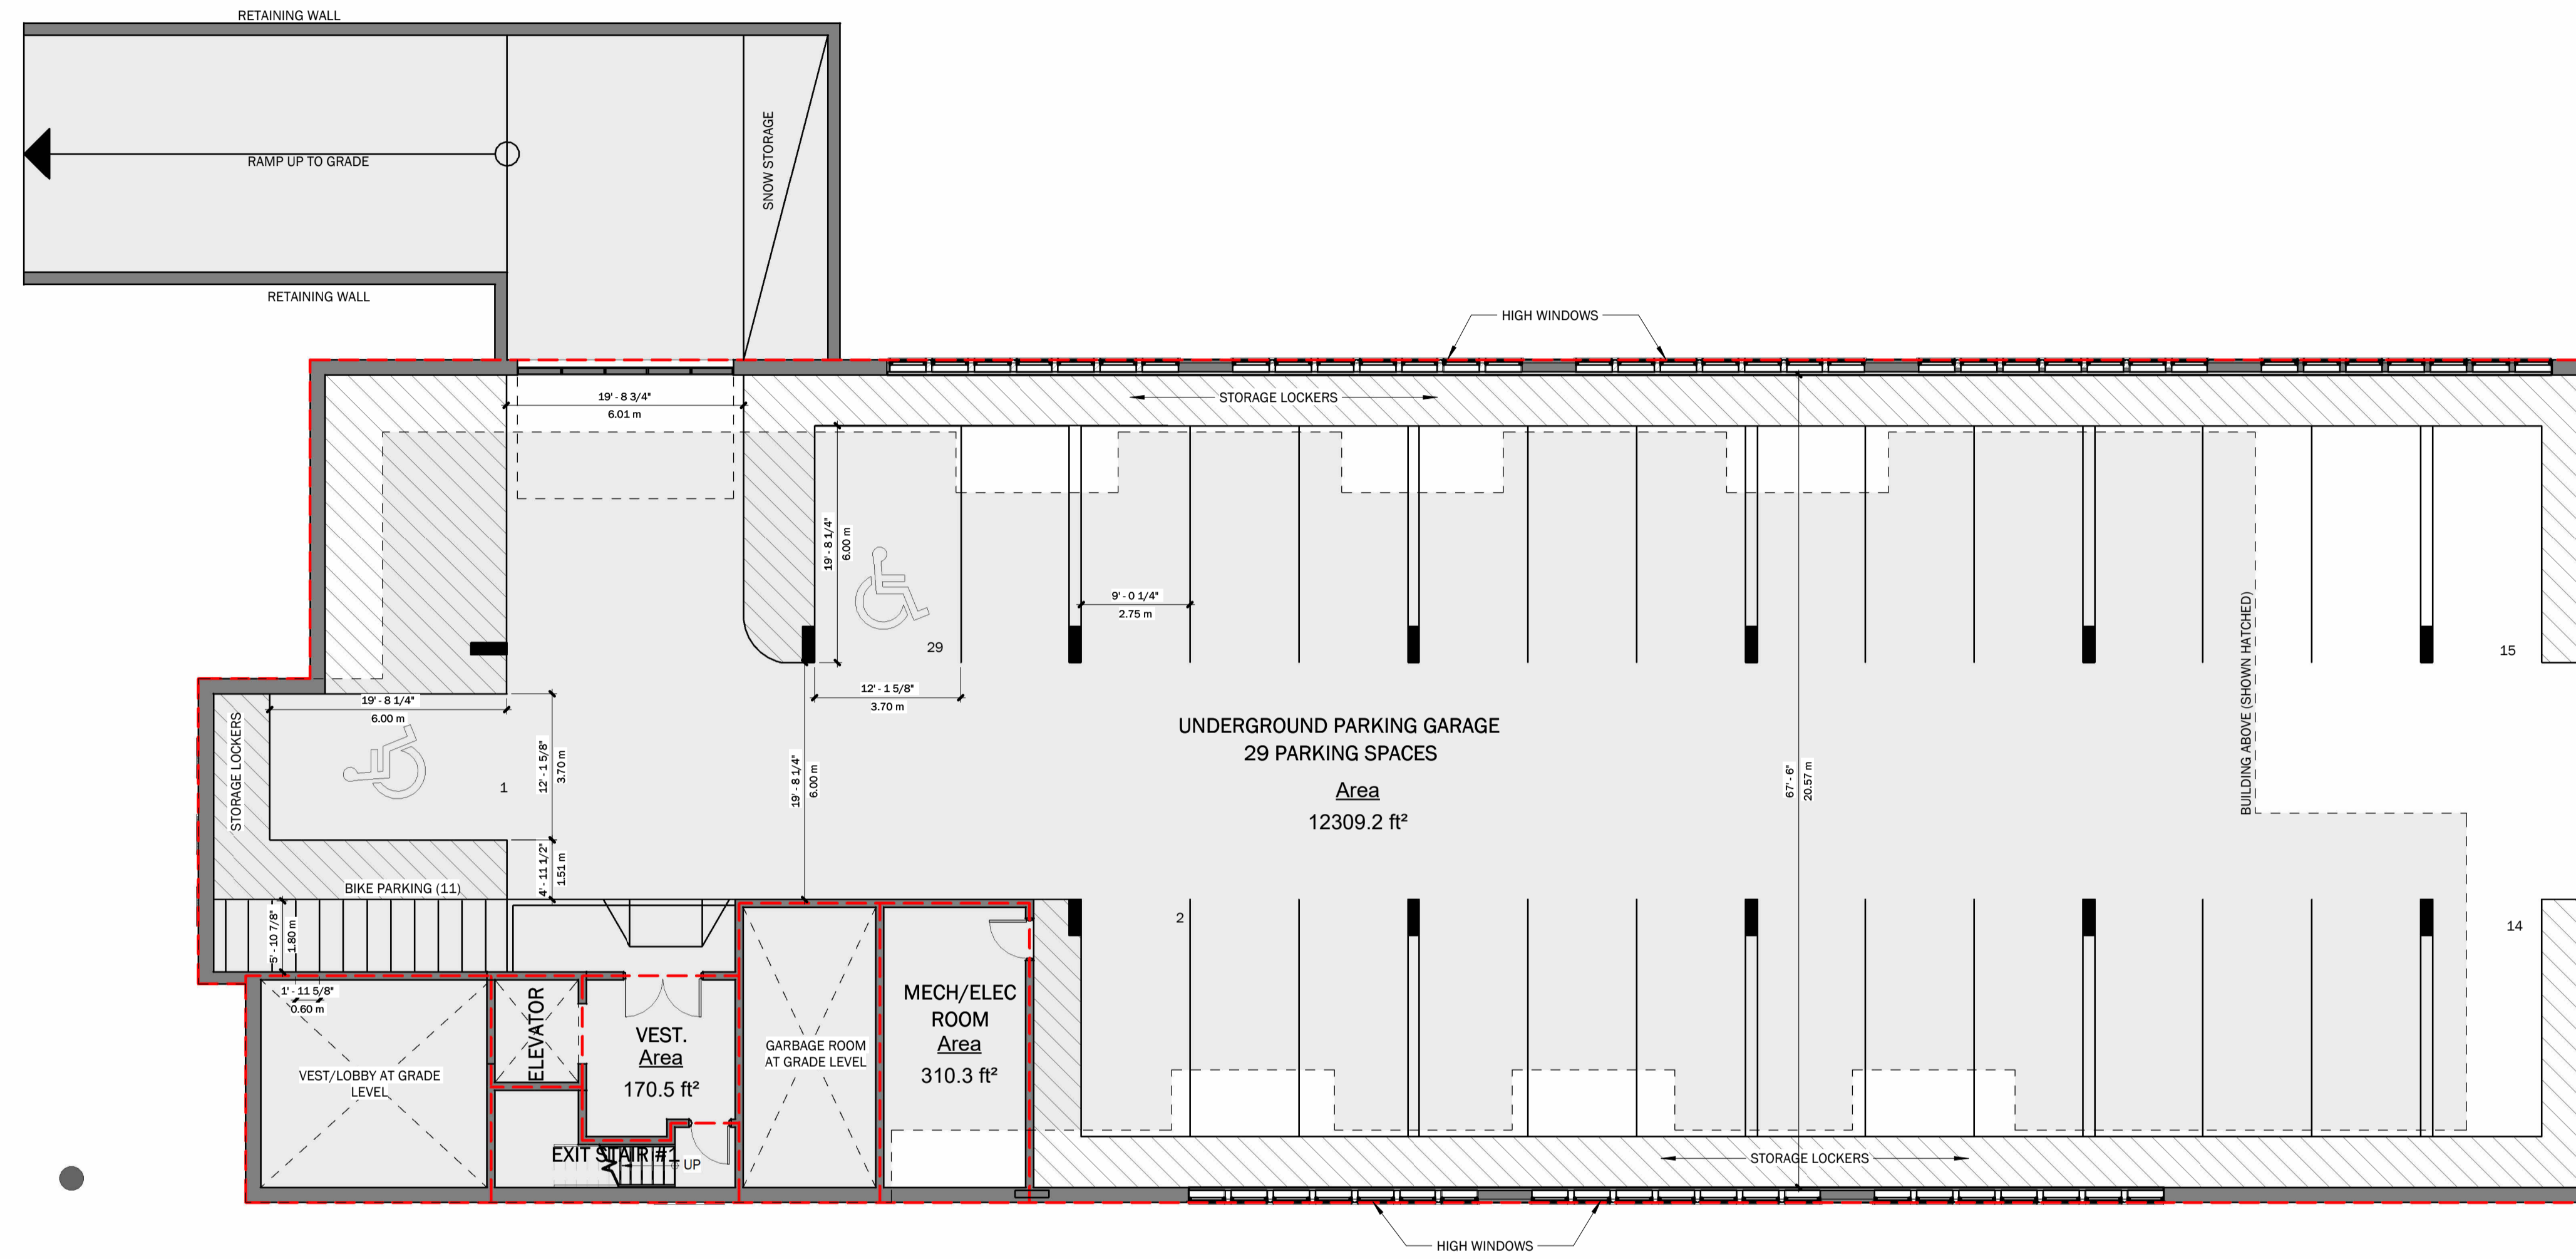 RETAINING WALL
RAMP UP TO GRADE
SNOW STORAGE
RETAINING WALL
HIGH WINDOWS
19' - 8 3/4"
6.01 m
STORAGE LOCKERS
19' - 8 1/4"
6.00 m
9' - 0 1/4"
2.75 m
29
15
BUILDING ABOVE (SHOWN HATCHED)
12' - 1 5/8"
3.70 m
19' - 8 1/4"
6.00 m
STORAGE LOCKERS
1
12' - 1 5/8"
3.70 m
19' - 8 1/4"
6.00 m
UNDERGROUND PARKING GARAGE
29 PARKING SPACES
Area
12309.2 ft²
67' - 6"
20.57 m
4' - 11 1/2"
1.51 m
BIKE PARKING (11)
5' - 10 7/8"
1.80 m
2
14
1' - 11 5/8"
0.60 m
VEST/LOBBY AT GRADE
LEVEL
ELEVATOR
VEST.
Area
170.5 ft²
GARBAGE ROOM
AT GRADE LEVEL
MECH/ELEC
ROOM
Area
310.3 ft²
EXIT STAIR #1
UP
STORAGE LOCKERS
HIGH WINDOWS